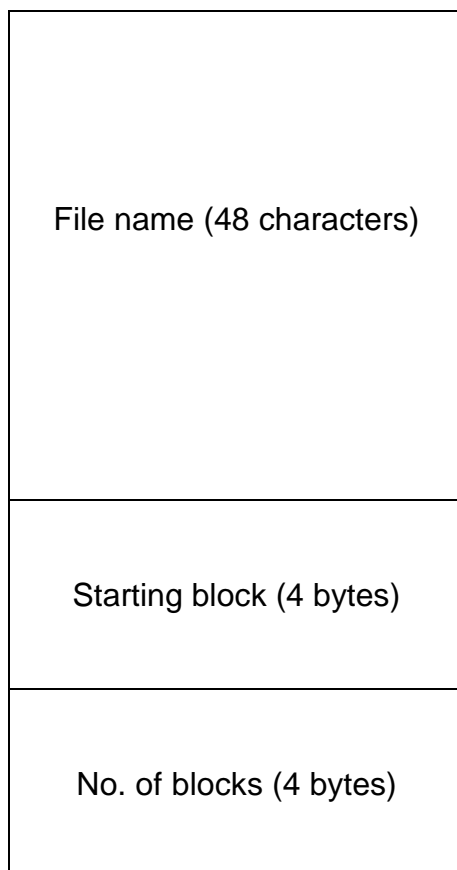 File name (48 characters)
Starting block (4 bytes)
No. of blocks (4 bytes)